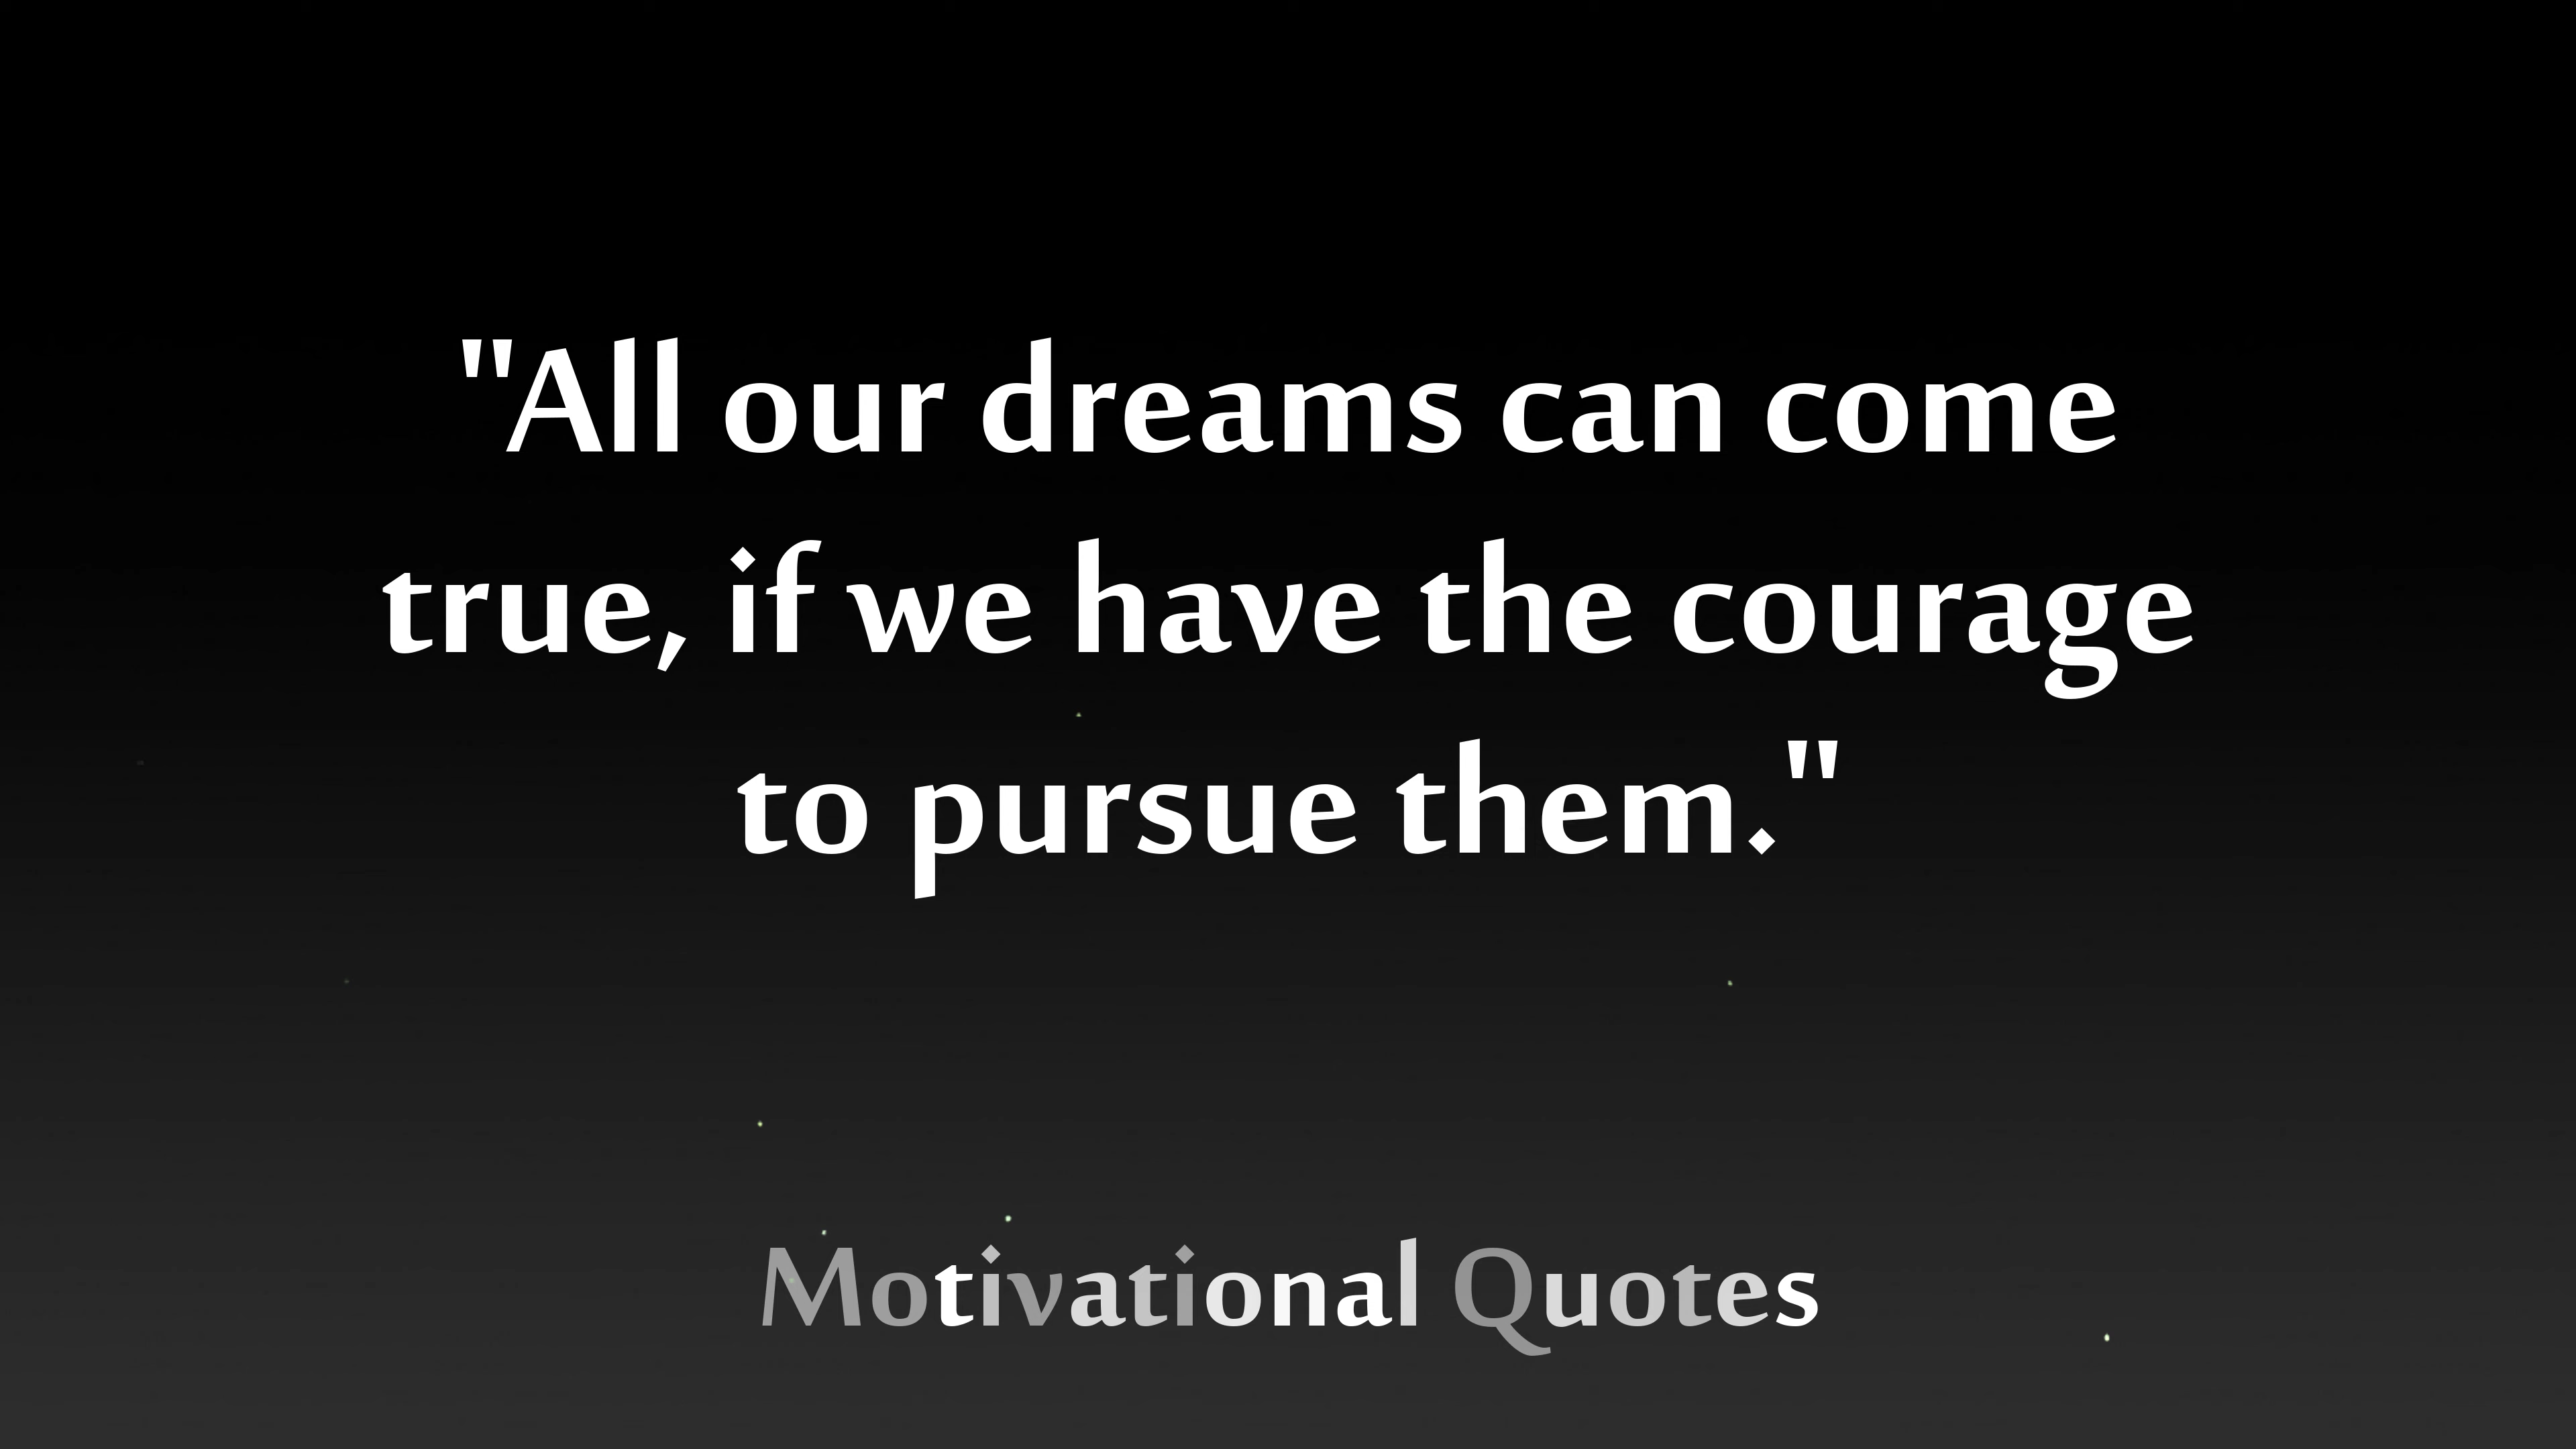 "All our dreams can come
true, if we have the courage
to pursue them."
Motivational Quotes